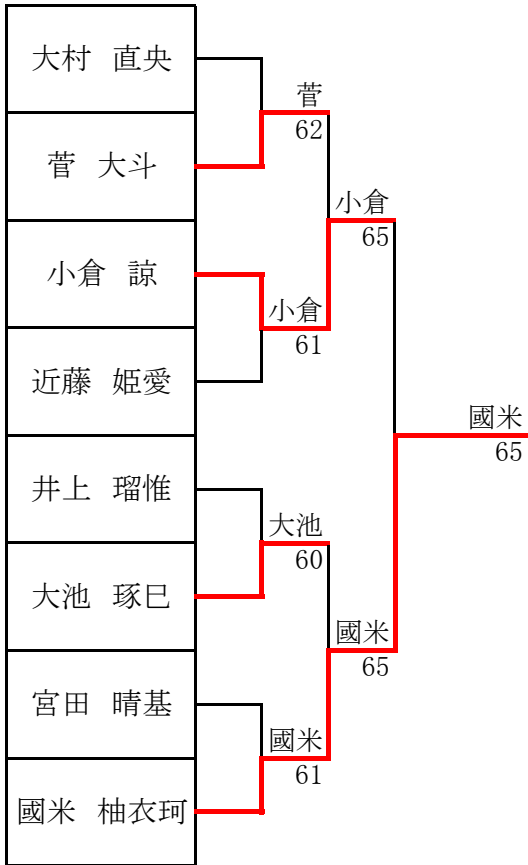 大村 直央
菅 大斗
小倉 諒
近藤 姫愛
井上 瑠惟
大池 琢巳
宮田 晴基
國米 柚衣珂
菅
62
小倉
61
大池
60
國米
61
小倉
65
國米
65
國米
65